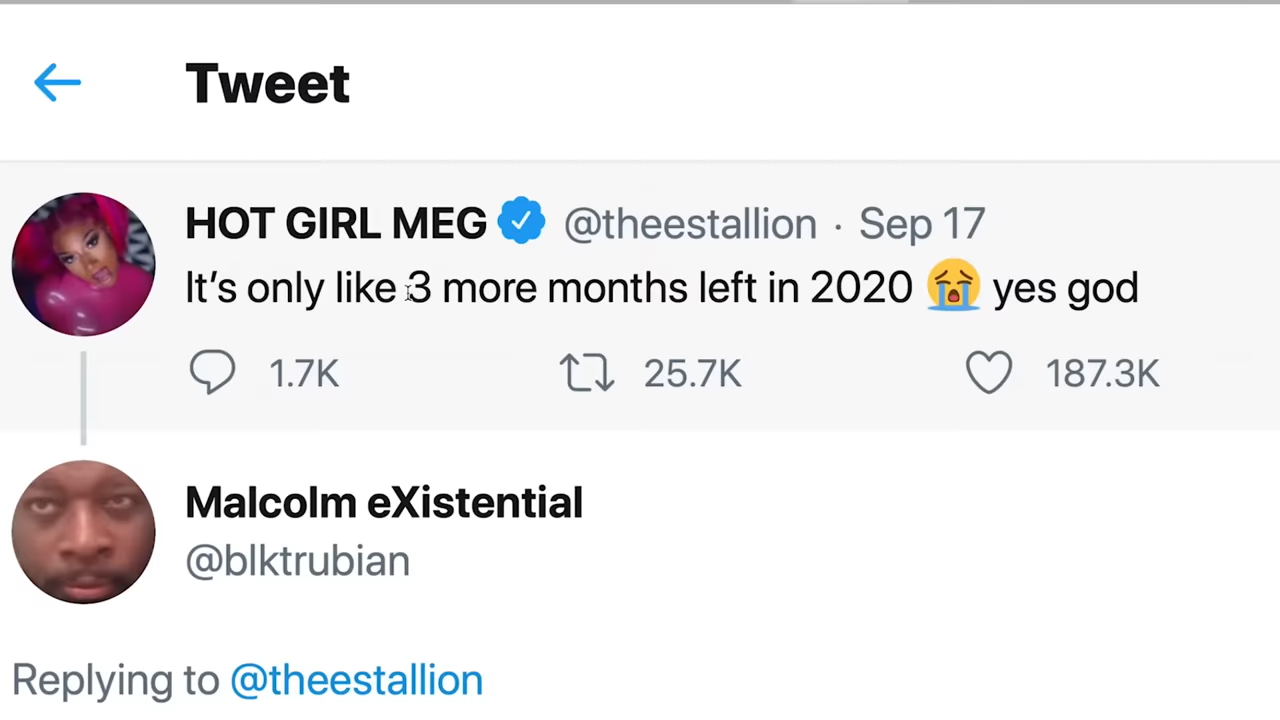 Tweet
HOT GIRL MEG @theestallion · Sep 17
It’s only like 3 more months left in 2020 😭 yes god
1.7K 25.7K 187.3K
Malcolm eXistential
@blktrubian
Replying to @theestallion